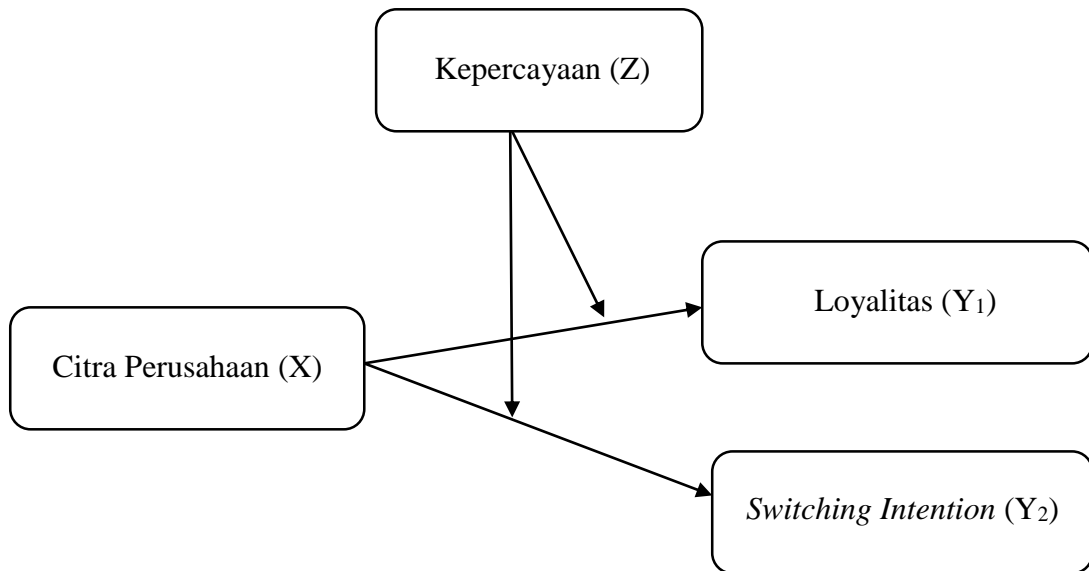 Kepercayaan (Z)
Loyalitas (Y₁)
Citra Perusahaan (X)
Switching Intention (Y₂)